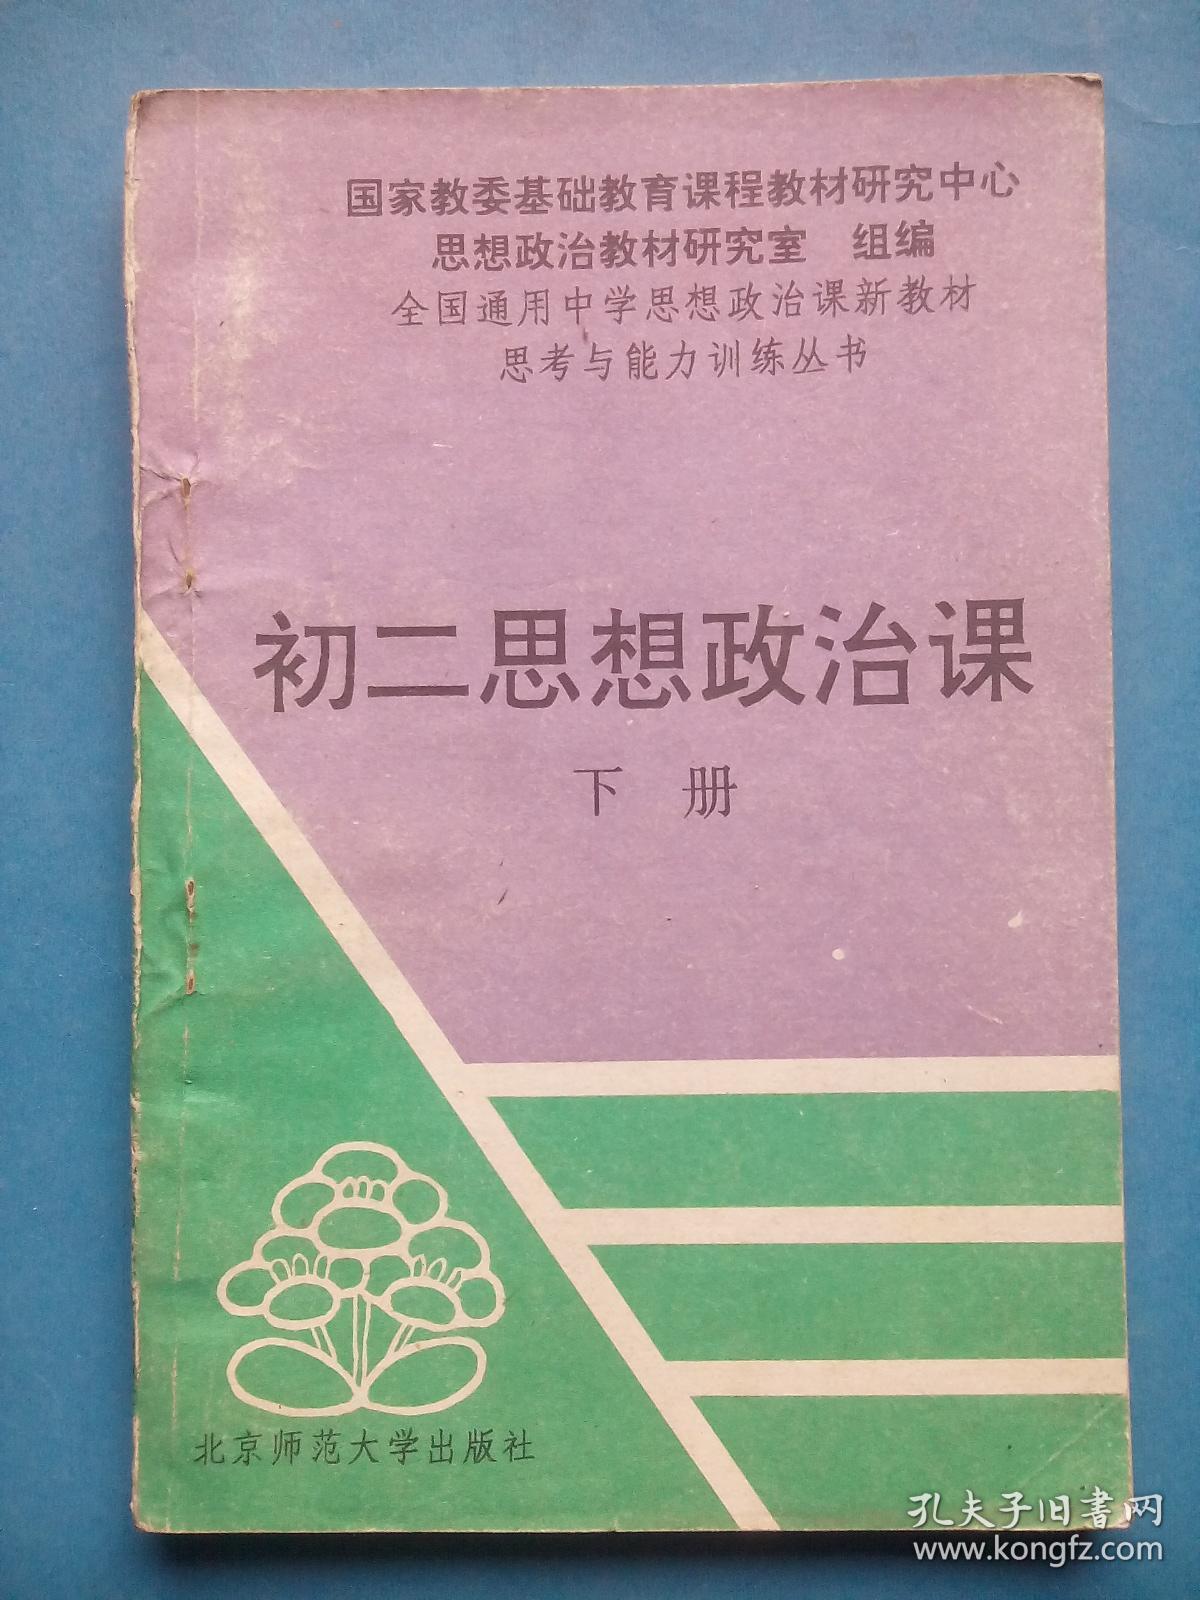 国家教委基础教育课程教材研究中心
思想政治教材研究室 组编
全国通用中学思想政治课新教材
思考与能力训练丛书
初二思想政治课
下 册
北京师范大学出版社
孔夫子旧书网
www.kongfz.com